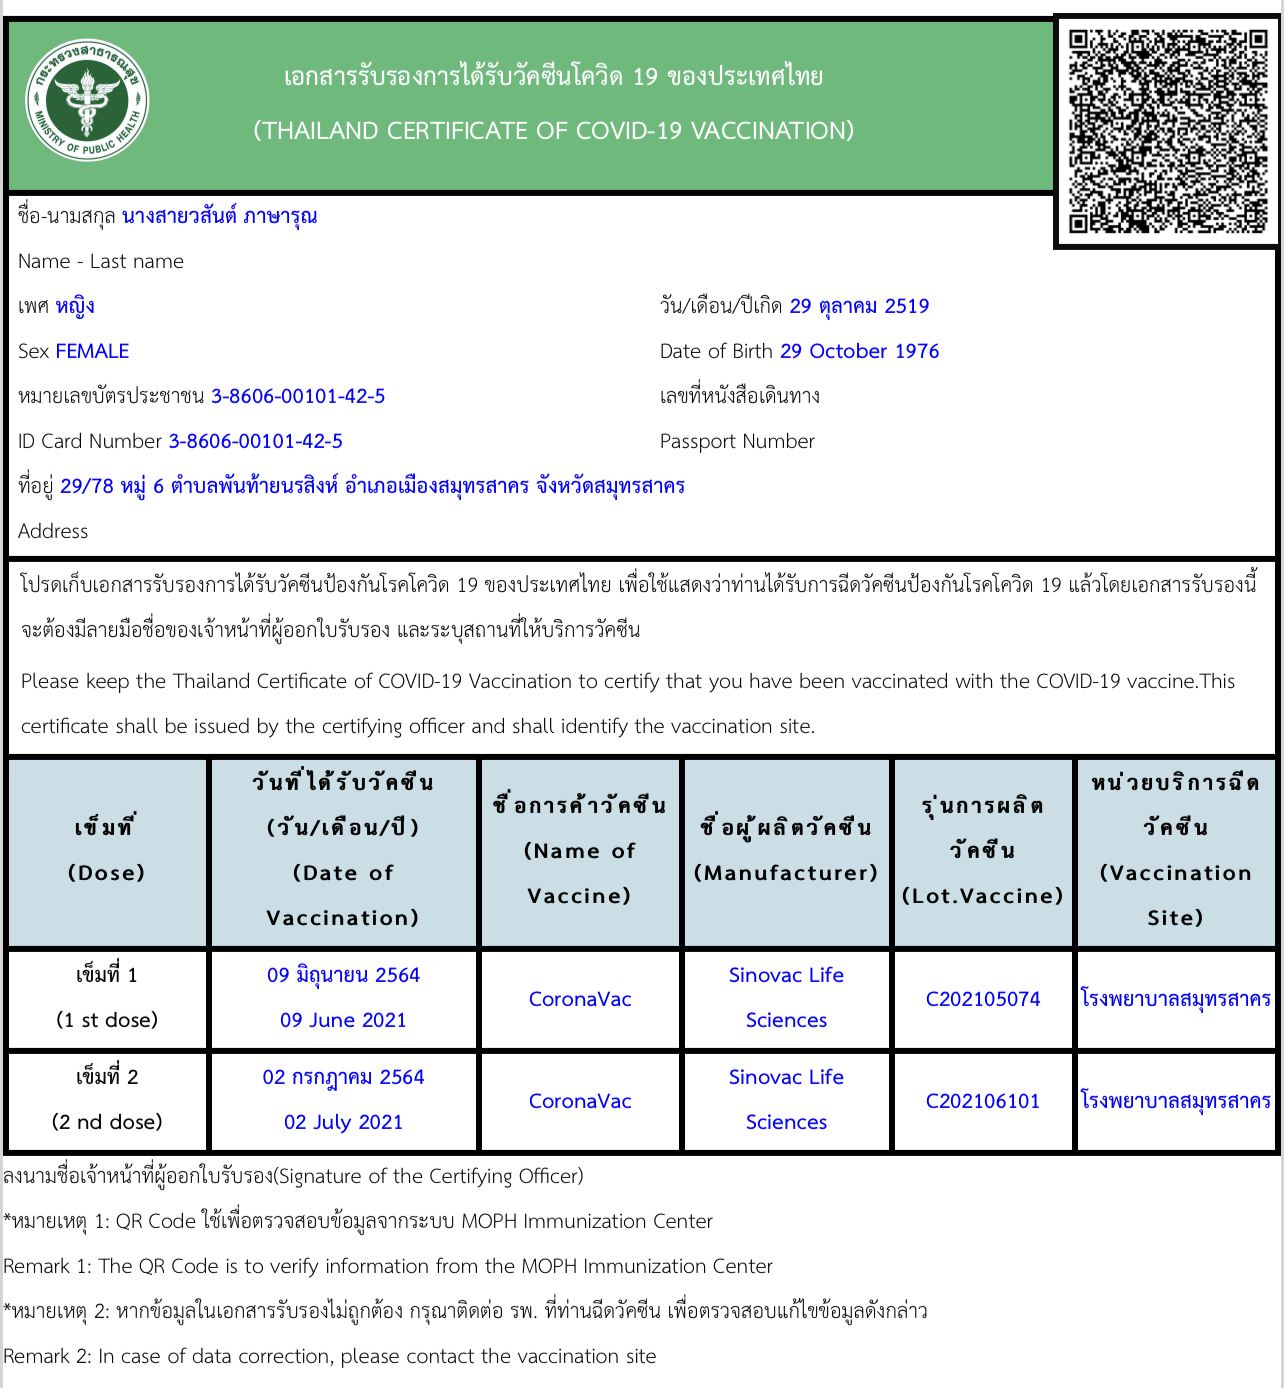 กระทรวงสาธารณสุข
MINISTRY OF PUBLIC HEALTH
เอกสารรับรองการได้รับวัคซีนโควิด 19 ของประเทศไทย
(THAILAND CERTIFICATE OF COVID-19 VACCINATION)
ชื่อ-นามสกุล นางสายวสันต์ ภาษารุณ
Name - Last name
เพศ หญิง วัน/เดือน/ปีเกิด 29 ตุลาคม 2519
Sex FEMALE Date of Birth 29 October 1976
หมายเลขบัตรประชาชน 3-8606-00101-42-5 เลขที่หนังสือเดินทาง
ID Card Number 3-8606-00101-42-5 Passport Number
ที่อยู่ 29/78 หมู่ 6 ตำบลพันท้ายนรสิงห์ อำเภอเมืองสมุทรสาคร จังหวัดสมุทรสาคร
Address
โปรดเก็บเอกสารรับรองการได้รับวัคซีนป้องกันโรคโควิด 19 ของประเทศไทย เพื่อใช้แสดงว่าท่านได้รับการฉีดวัคซีนป้องกันโรคโควิด 19 แล้วโดยเอกสารรับรองนี้
จะต้องมีลายมือชื่อของเจ้าหน้าที่ผู้ออกใบรับรอง และระบุสถานที่ให้บริการวัคซีน
Please keep the Thailand Certificate of COVID-19 Vaccination to certify that you have been vaccinated with the COVID-19 vaccine.This
certificate shall be issued by the certifying officer and shall identify the vaccination site.
เข็มที่
(Dose)
วันที่ได้รับวัคซีน
(วัน/เดือน/ปี)
(Date of
Vaccination)
ชื่อการค้าวัคซีน
(Name of
Vaccine)
ชื่อผู้ผลิตวัคซีน
(Manufacturer)
รุ่นการผลิต
วัคซีน
(Lot.Vaccine)
หน่วยบริการฉีด
วัคซีน
(Vaccination
Site)
เข็มที่ 1
(1 st dose)
09 มิถุนายน 2564
09 June 2021
CoronaVac
Sinovac Life
Sciences
C202105074
โรงพยาบาลสมุทรสาคร
เข็มที่ 2
(2 nd dose)
02 กรกฎาคม 2564
02 July 2021
CoronaVac
Sinovac Life
Sciences
C202106101
โรงพยาบาลสมุทรสาคร
ลงนามชื่อเจ้าหน้าที่ผู้ออกใบรับรอง(Signature of the Certifying Officer)
*หมายเหตุ 1: QR Code ใช้เพื่อตรวจสอบข้อมูลจากระบบ MOPH Immunization Center
Remark 1: The QR Code is to verify information from the MOPH Immunization Center
*หมายเหตุ 2: หากข้อมูลในเอกสารรับรองไม่ถูกต้อง กรุณาติดต่อ รพ. ที่ท่านฉีดวัคซีน เพื่อตรวจสอบแก้ไขข้อมูลดังกล่าว
Remark 2: In case of data correction, please contact the vaccination site